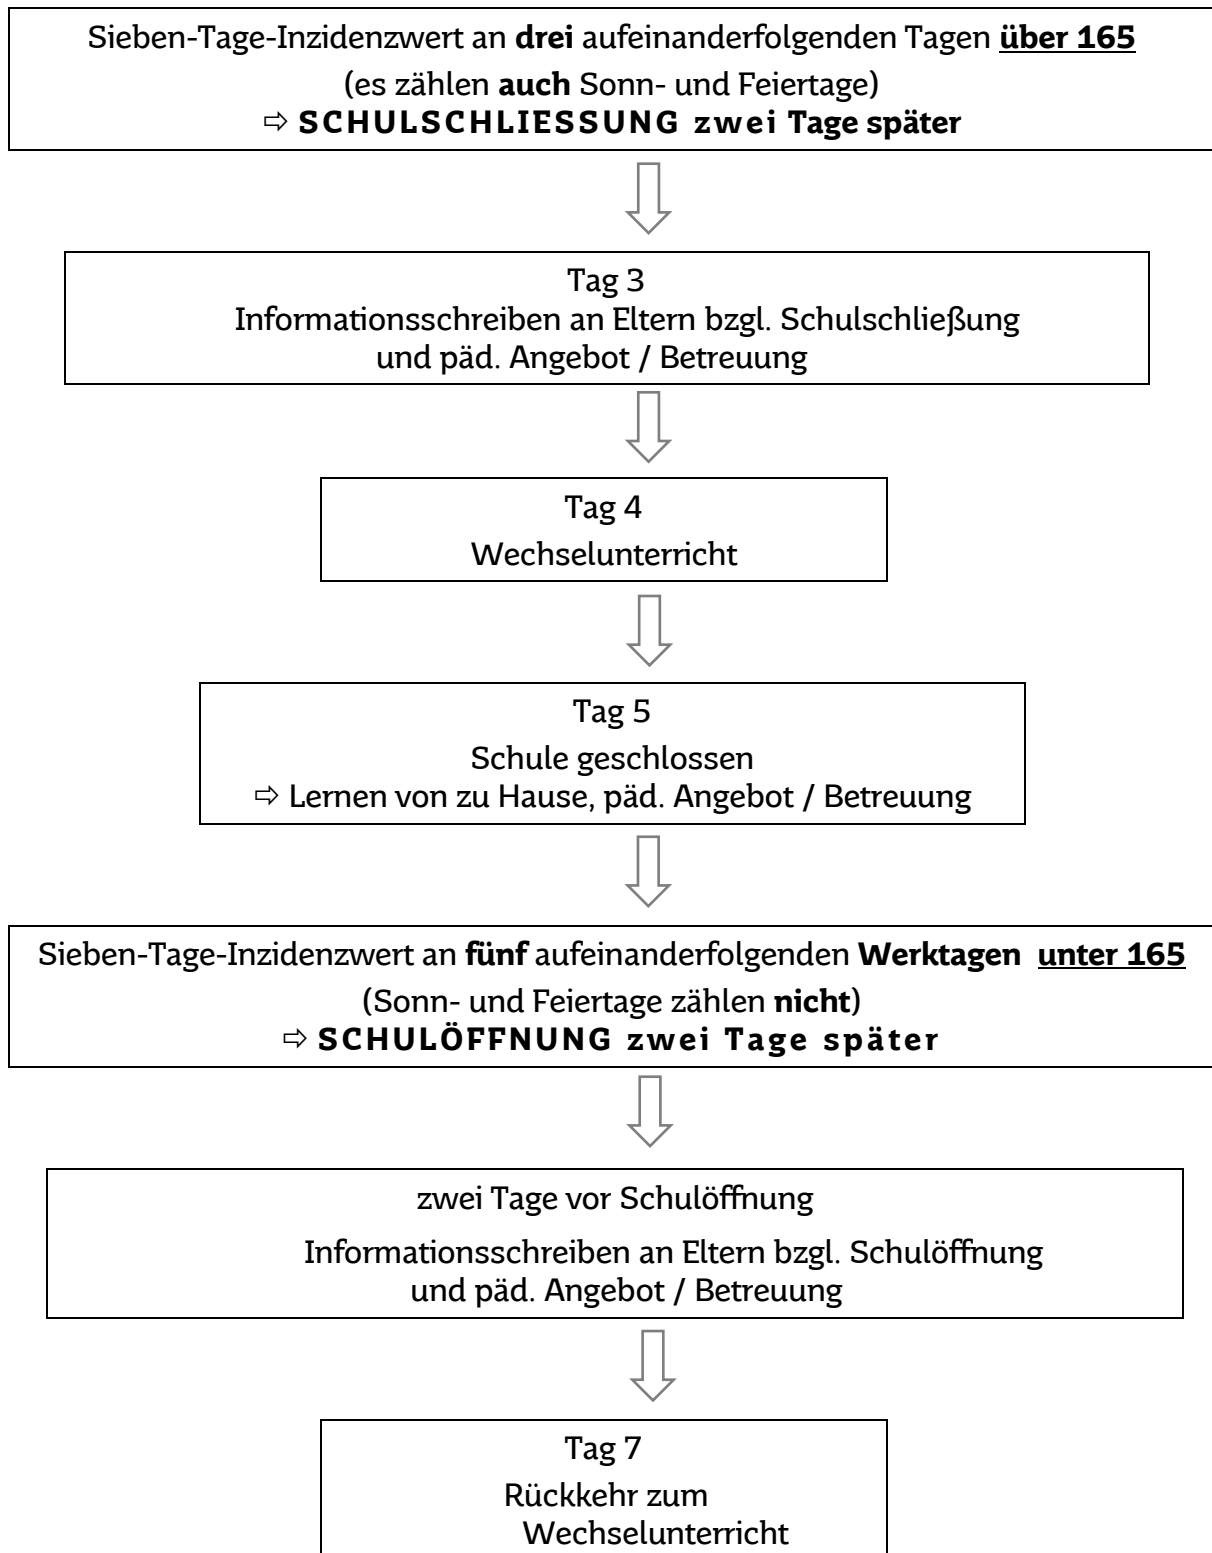 Sieben-Tage-Inzidenzwert an drei aufeinanderfolgenden Tagen über 165
(es zählen auch Sonn- und Feiertage)
⇨ SCHULSCHLIESSUNG zwei Tage später
Tag 3
Informationsschreiben an Eltern bzgl. Schulschließung
und päd. Angebot / Betreuung
Tag 4
Wechselunterricht
Tag 5
Schule geschlossen
⇨ Lernen von zu Hause, päd. Angebot / Betreuung
Sieben-Tage-Inzidenzwert an fünf aufeinanderfolgenden Werktagen unter 165
(Sonn- und Feiertage zählen nicht)
⇨ SCHULÖFFNUNG zwei Tage später
zwei Tage vor Schulöffnung
Informationsschreiben an Eltern bzgl. Schulöffnung
und päd. Angebot / Betreuung
Tag 7
Rückkehr zum
Wechselunterricht